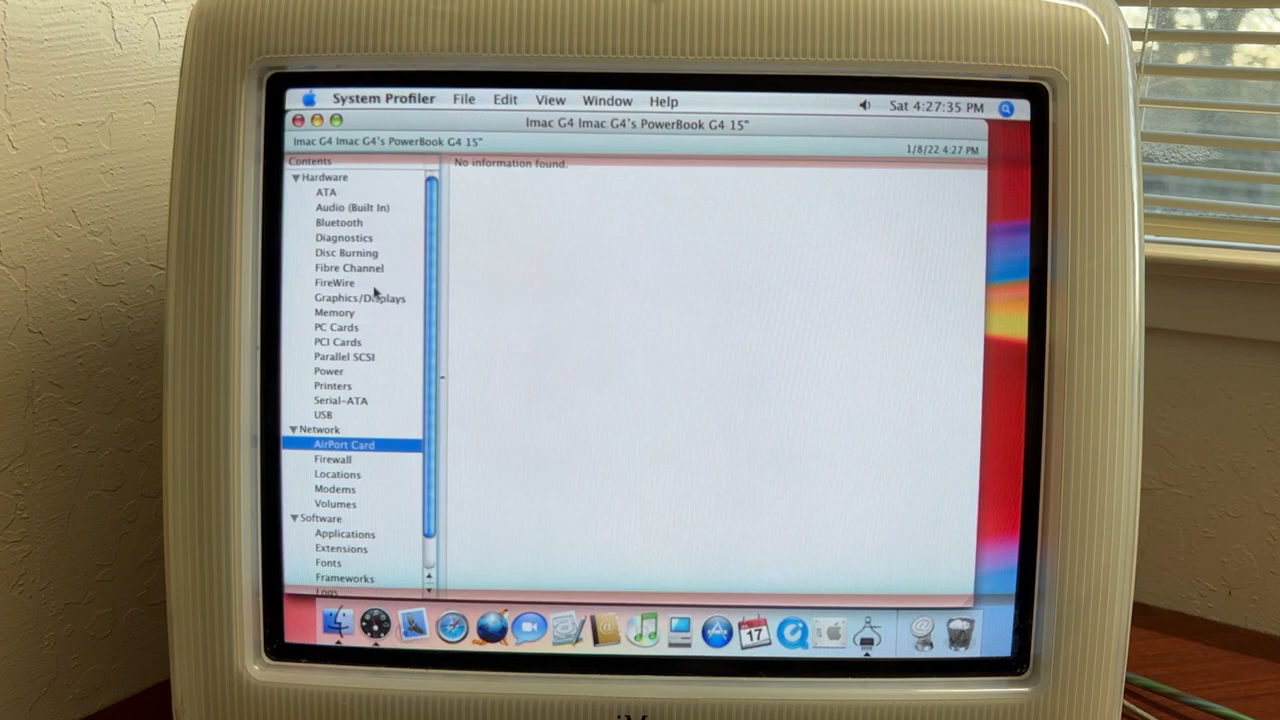 System Profiler File Edit View Window Help Sat 4:27:35 PM
Imac G4 Imac G4's PowerBook G4 15"
Imac G4 Imac G4's PowerBook G4 15" 1/8/22 4:27 PM
Contents
Hardware
ATA
Audio (Built In)
Bluetooth
Diagnostics
Disc Burning
Fibre Channel
FireWire
Graphics/Displays
Memory
PC Cards
PCI Cards
Parallel SCSI
Power
Printers
Serial-ATA
USB
Network
AirPort Card
Firewall
Locations
Modems
Volumes
Software
Applications
Extensions
Fonts
Frameworks
Logs
No information found.
17